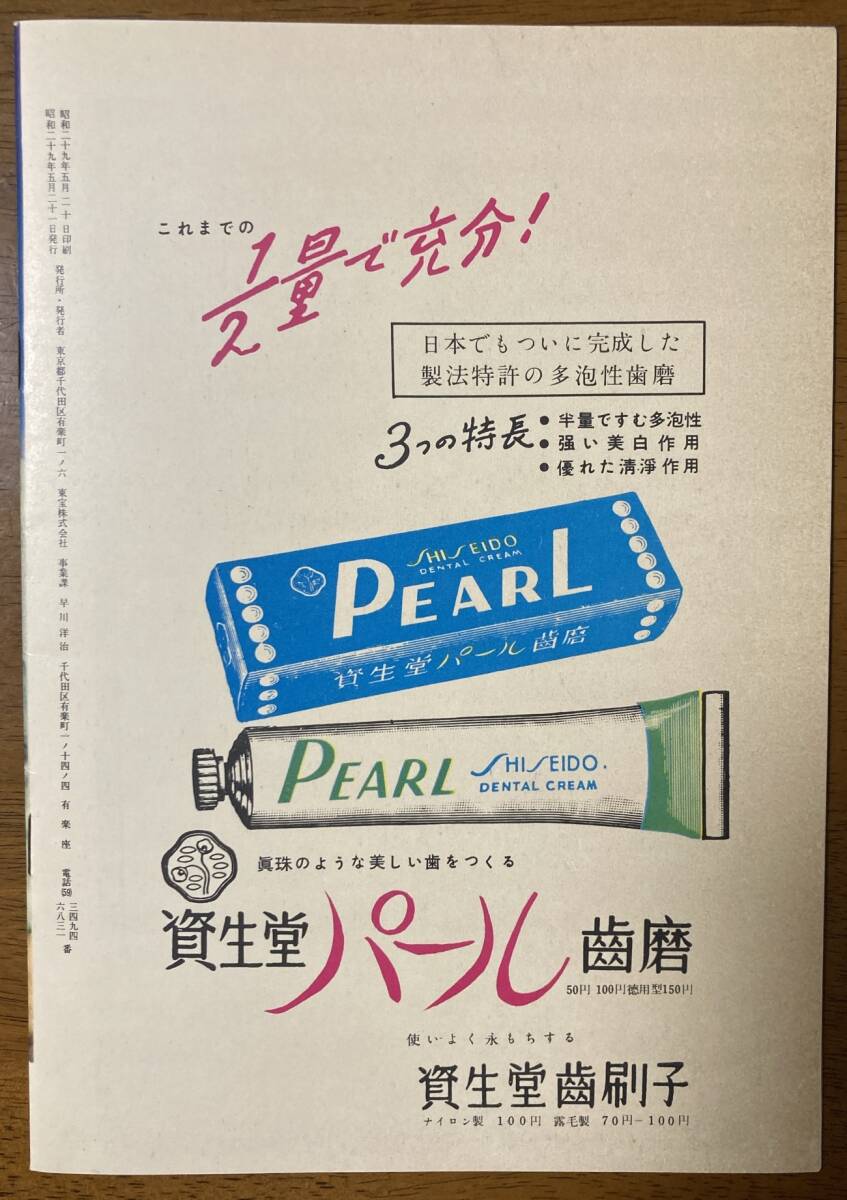 これまでの
1/2量で充分!
日本でもついに完成した
製法特許の多泡性歯磨
3つの特長
● 半量ですむ多泡性
● 强い美白作用
● 優れた清淨作用
SHISEIDO
DENTAL CREAM
PEARL
資生堂パール齒磨
PEARL SHISEIDO.
DENTAL CREAM
眞珠のような美しい歯をつくる
資生堂パール齒磨
50円 100円 徳用型150円
使いよく永もちする
資生堂齒刷子
ナイロン製 100円 露毛製 70円-100円
昭和二十九年五月二十日印刷
昭和二十九年五月二十一日発行
発行所・発行者 東京都千代田区有楽町一ノ六 東宝株式会社 事業課 早川洋治 千代田区有楽町一ノ十四ノ四 有楽座 電話(59)三四九四 六八三一番